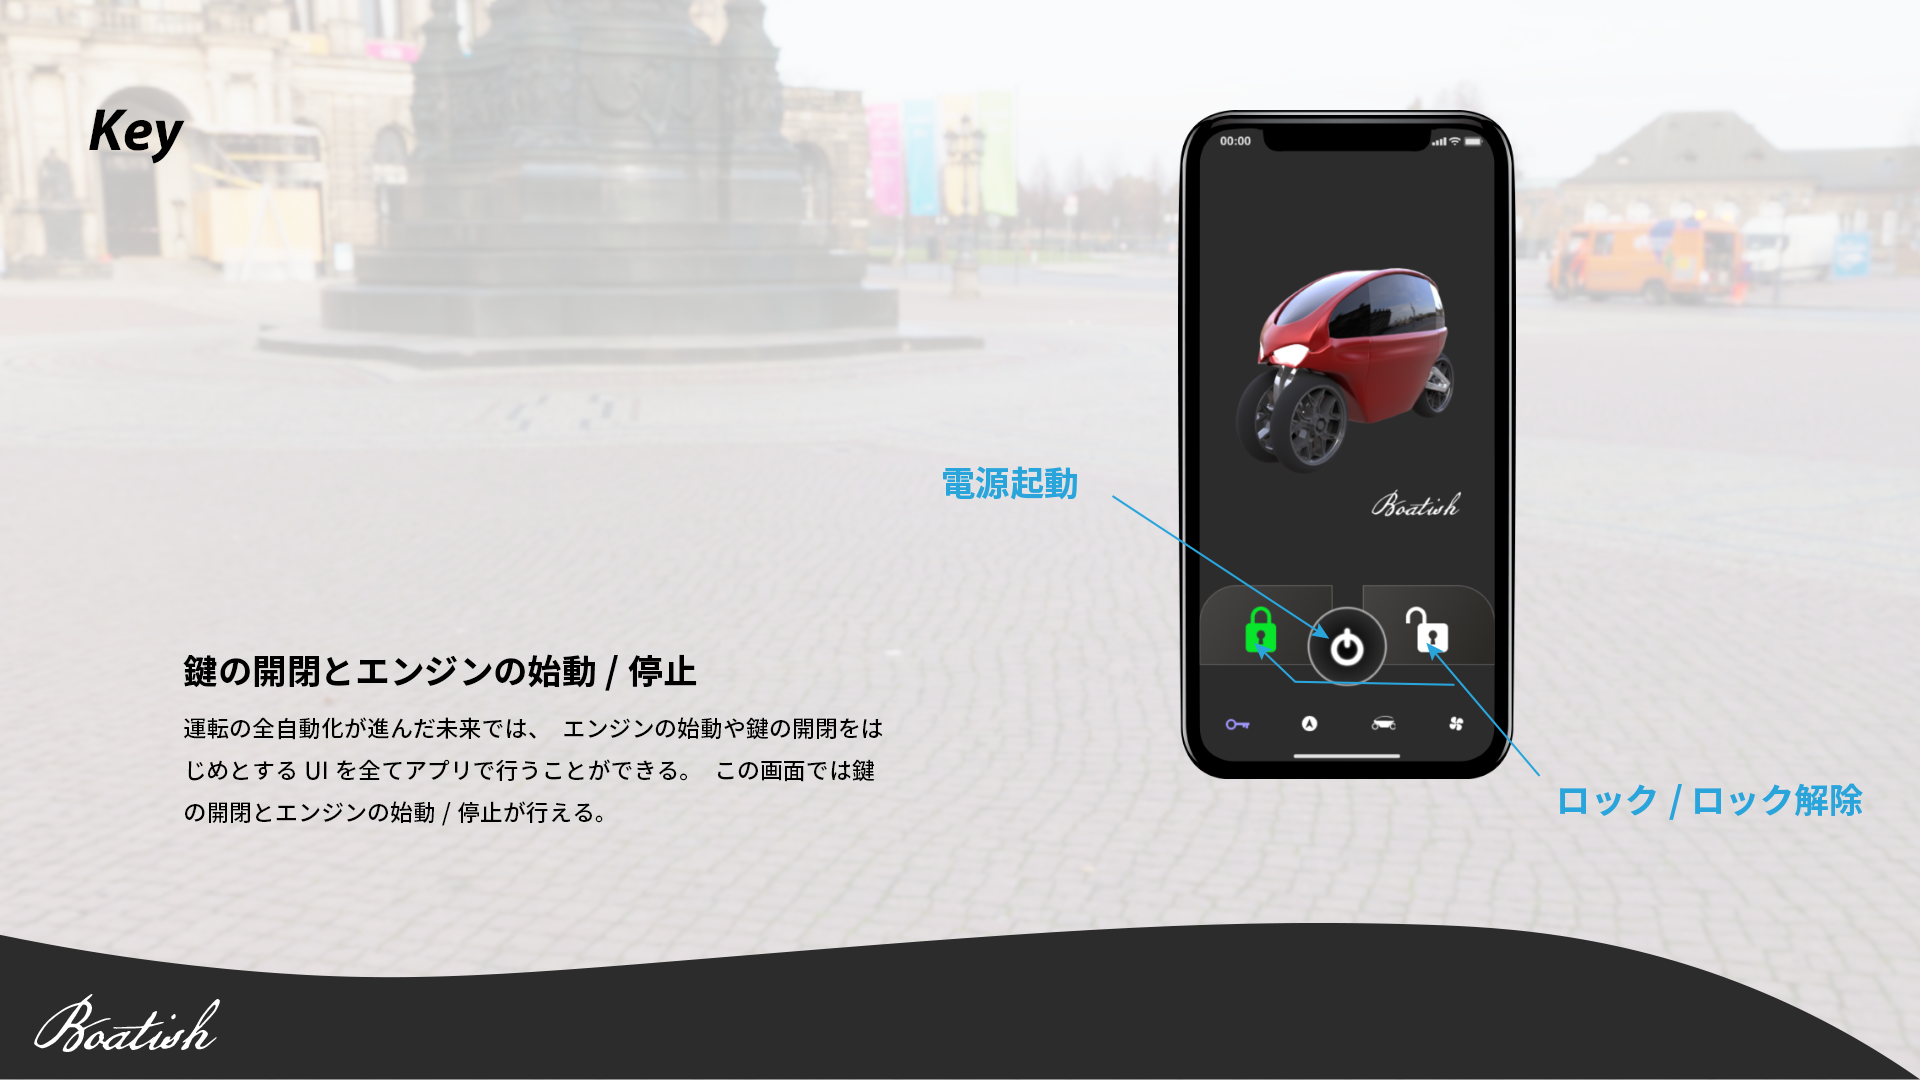 Key
00:00
電源起動
Boatish
鍵の開閉とエンジンの始動 / 停止
運転の全自動化が進んだ未来では、 エンジンの始動や鍵の開閉をは
じめとする UI を全てアプリで行うことができる。 この画面では鍵
の開閉とエンジンの始動 / 停止が行える。
ロック / ロック解除
Boatish